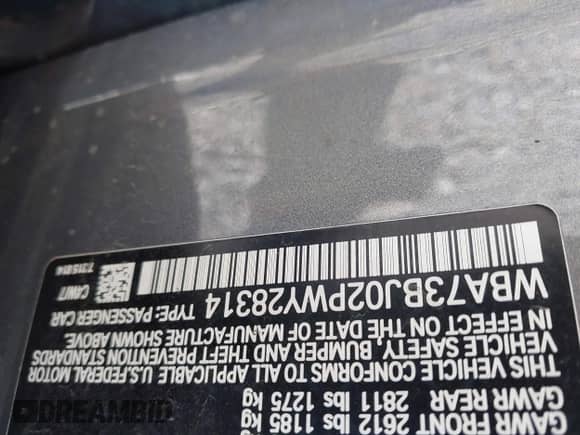 GAWR FRONT 2612 lbs 1185 kg
GAWR REAR 2811 lbs 1275 kg
THIS VEHICLE CONFORMS TO ALL APPLICABLE U.S.FEDERAL MOTOR
VEHICLE SAFETY, BUMPER AND THEFT PREVENTION STANDARDS
IN EFFECT ON THE DATE OF MANUFACTURE SHOWN ABOVE.
WBA73BJ02PWY28314 TYPE: PASSENGER CAR
CAW17
7315814
DREAMBID